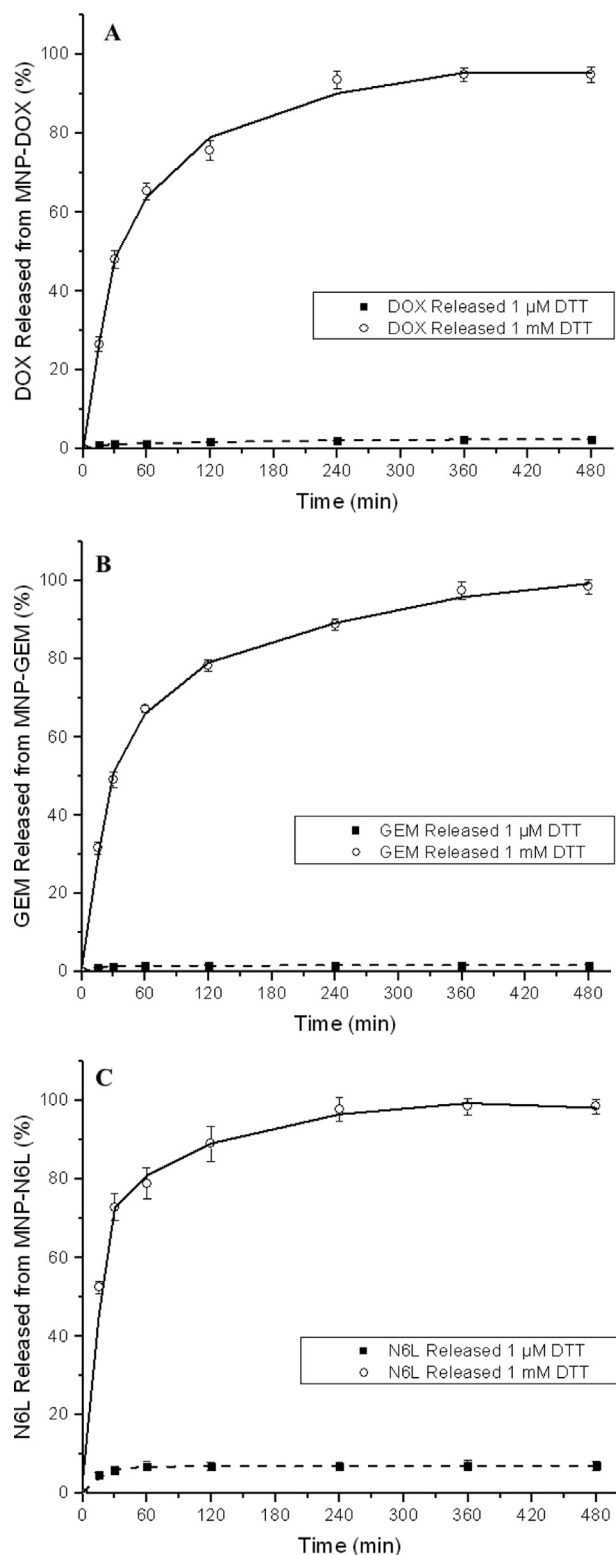 A
100
80
60
40
20
0
DOX Released from MNP-DOX (%)
DOX Released 1 µM DTT
DOX Released 1 mM DTT
0 60 120 180 240 300 360 420 480
Time (min)
B
100
80
60
40
20
0
GEM Released from MNP-GEM (%)
GEM Released 1 µM DTT
GEM Released 1 mM DTT
0 60 120 180 240 300 360 420 480
Time (min)
C
100
80
60
40
20
0
N6L Released from MNP-N6L (%)
N6L Released 1 µM DTT
N6L Released 1 mM DTT
0 60 120 180 240 300 360 420 480
Time (min)